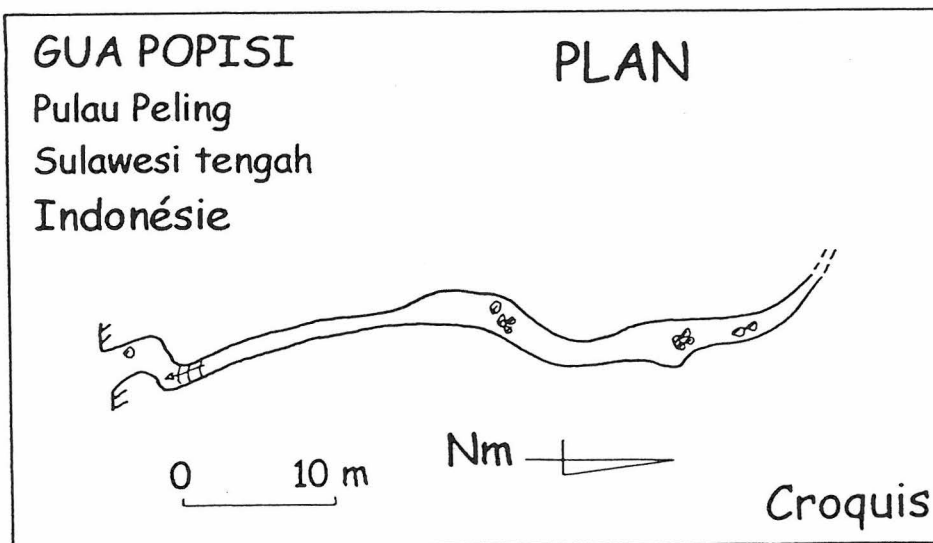 GUA POPISI
PLAN
Pulau Peling
Sulawesi tengah
Indonésie
Nm
0 10 m
Croquis